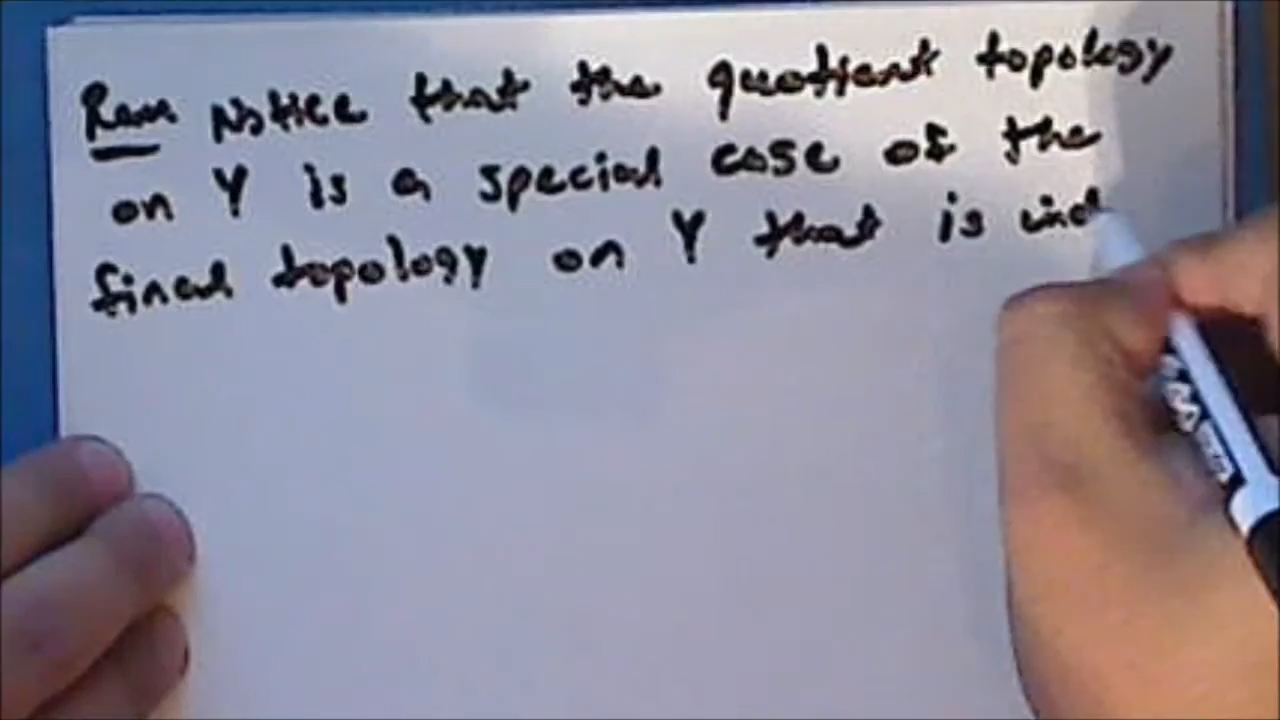 Rem Notice that the quotient topology
on Y is a special case of the
final topology on Y that is ind